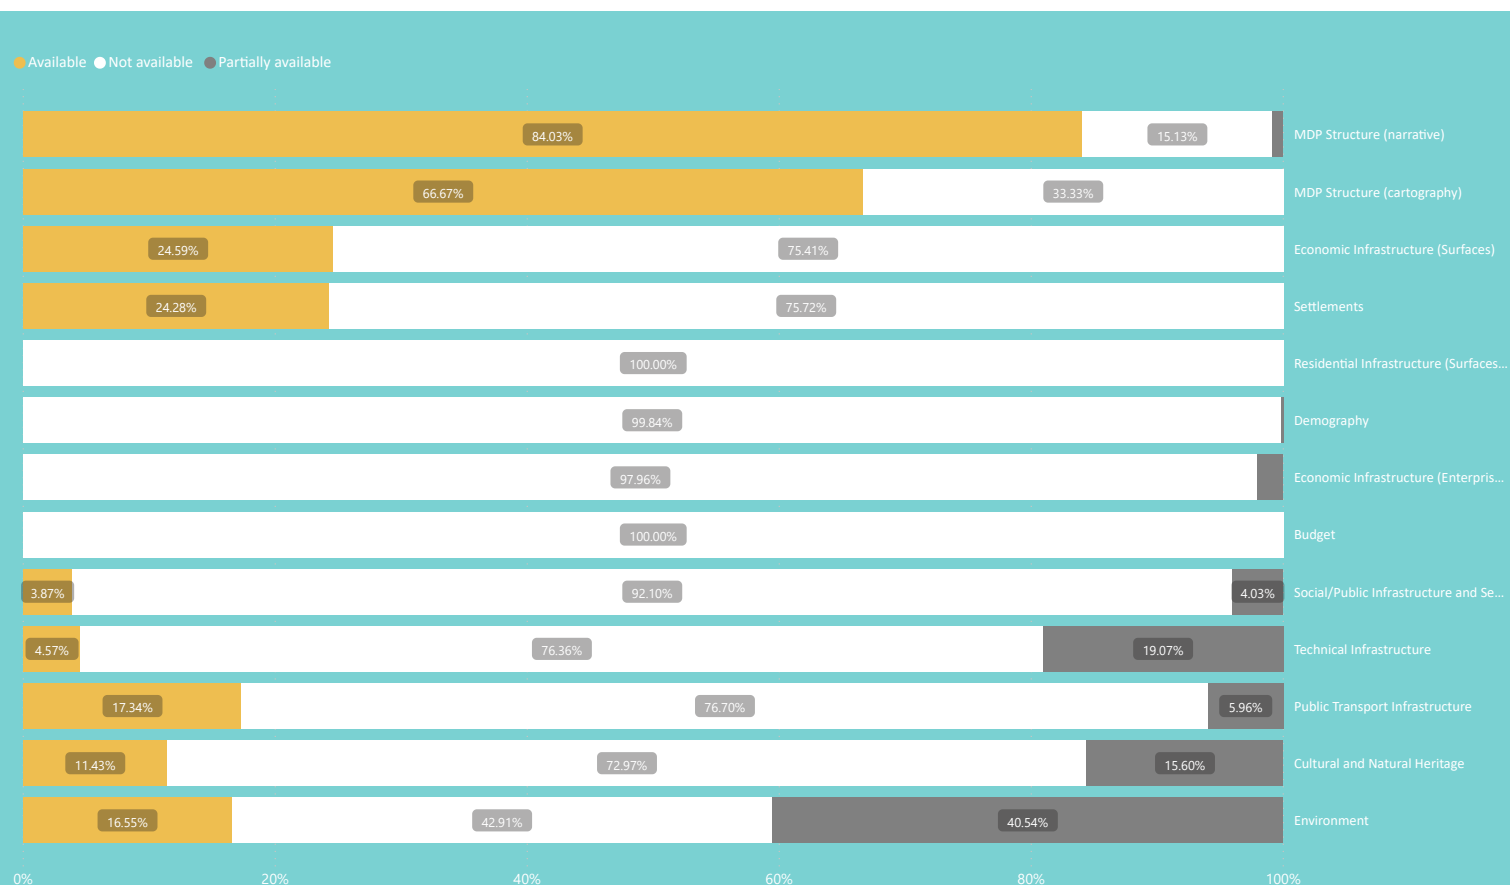 Available Not available Partially available
84.03% 15.13% MDP Structure (narrative)
66.67% 33.33% MDP Structure (cartography)
24.59% 75.41% Economic Infrastructure (Surfaces)
24.28% 75.72% Settlements
100.00% Residential Infrastructure (Surfaces...
99.84% Demography
97.96% Economic Infrastructure (Enterpris...
100.00% Budget
3.87% 92.10% 4.03% Social/Public Infrastructure and Se...
4.57% 76.36% 19.07% Technical Infrastructure
17.34% 76.70% 5.96% Public Transport Infrastructure
11.43% 72.97% 15.60% Cultural and Natural Heritage
16.55% 42.91% 40.54% Environment
0% 20% 40% 60% 80% 100%